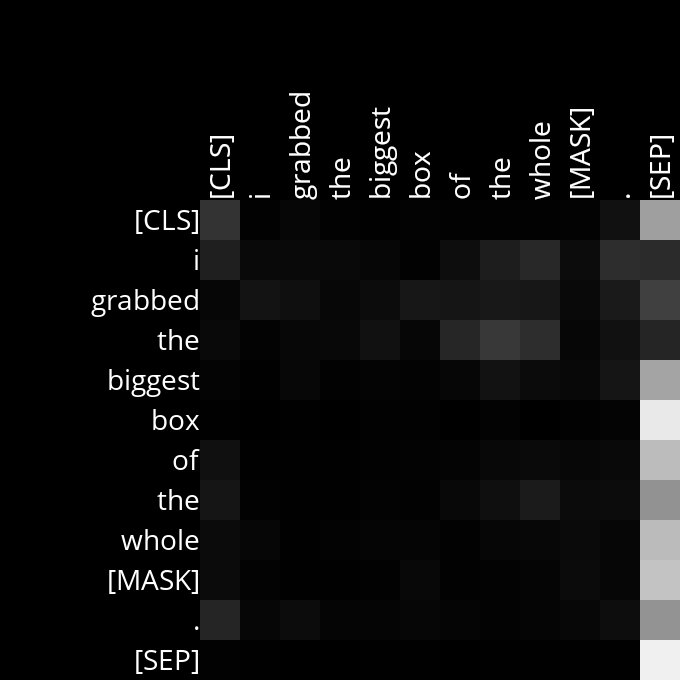 [CLS] i grabbed the biggest box of the whole [MASK] . [SEP]
[CLS]
i
grabbed
the
biggest
box
of
the
whole
[MASK]
.
[SEP]